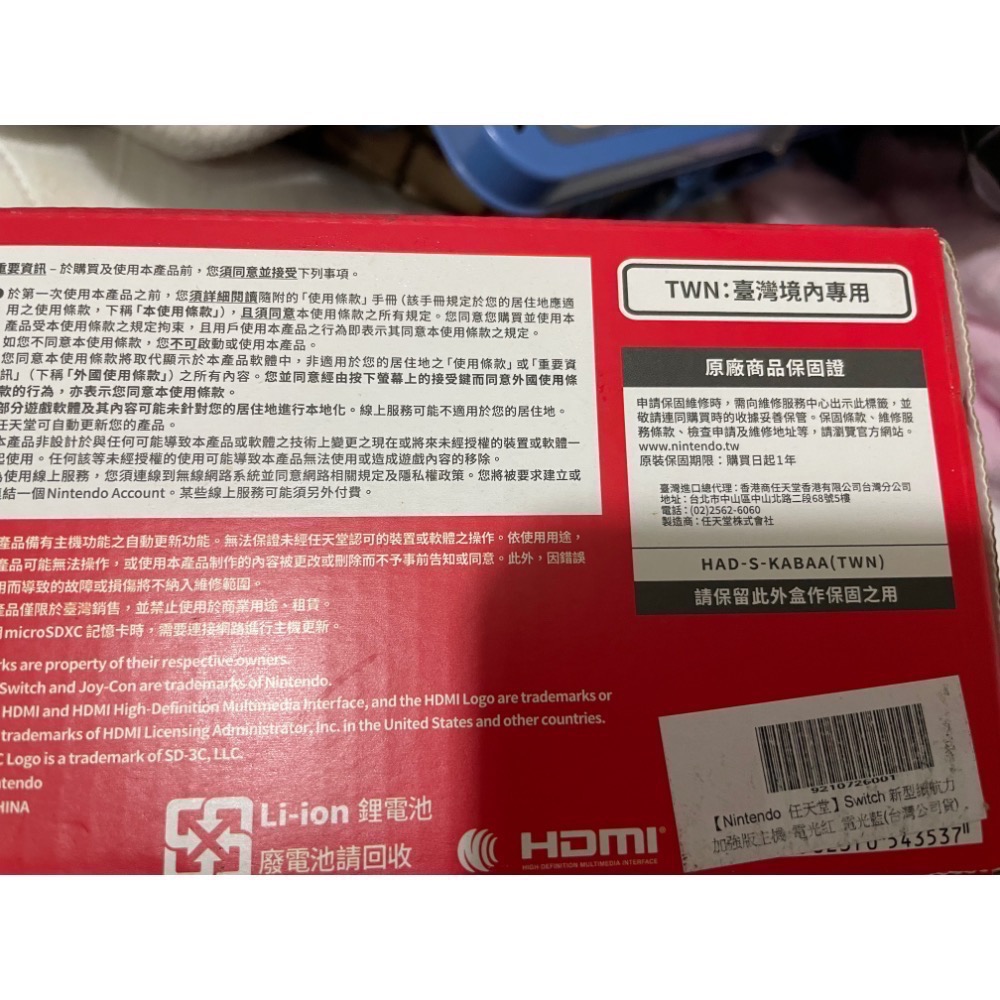 重要資訊 – 於購買及使用本產品前，您須同意並接受下列事項。
於第一次使用本產品之前，您須詳細閱讀隨附的「使用條款」手冊（該手冊規定於您的居住地應適
用之使用條款，下稱「本使用條款」），且須同意本使用條款之所有規定。您同意您購買並使用本
產品受本使用條款之規定拘束，且用戶使用本產品之行為即表示其同意本使用條款之規定。
如您不同意本使用條款，您不可啟動或使用本產品。
您同意本使用條款將取代顯示於本產品軟體中，非適用於您的居住地之「使用條款」或「重要資
訊」（下稱「外國使用條款」）之所有內容。您並同意經由按下螢幕上的接受鍵而同意外國使用條
款的行為，亦表示您同意本使用條款。
部分遊戲軟體及其內容可能未針對您的居住地進行本地化。線上服務可能不適用於您的居住地。
任天堂可自動更新您的產品。
本產品非設計於與任何可能導致本產品或軟體之技術上變更之現在或將來未經授權的裝置或軟體一
起使用。任何該等未經授權的使用可能導致本產品無法使用或造成遊戲內容的移除。
使用線上服務，您須連線到無線網路系統並同意網路相關規定及隱私權政策。您將被要求建立或
結一個Nintendo Account。某些線上服務可能須另外付費。
產品備有主機功能之自動更新功能。無法保證未經任天堂認可的裝置或軟體之操作。依使用用途，
產品可能無法操作，或使用本產品制作的內容被更改或刪除而不予事前告知或同意。此外，因錯誤
用而導致的故障或損傷將不納入維修範圍。
產品僅限於臺灣銷售，並禁止使用於商業用途、租賃。
microSDXC 記憶卡時，需要連接網路進行主機更新。
ks are property of their respective owners.
Switch and Joy-Con are trademarks of Nintendo.
HDMI and HDMI High-Definition Multimedia Interface, and the HDMI Logo are trademarks or
trademarks of HDMI Licensing Administrator, Inc. in the United States and other countries.
C Logo is a trademark of SD-3C, LLC.
ntendo
HINA
Li-ion 鋰電池
廢電池請回收
HDMI
HIGH-DEFINITION MULTIMEDIA INTERFACE
TWN：臺灣境內專用
原廠商品保固證
申請保固維修時，需向維修服務中心出示此標籤，並
敬請連同購買時的收據妥善保管。保固條款、維修服
務條款、檢查申請及維修地址等，請瀏覽官方網站。
www.nintendo.tw
原裝保固期限：購買日起1年
臺灣進口總代理：香港商任天堂香港有限公司台灣分公司
地址：台北市中山區中山北路二段68號5樓
電話：(02)2562-6060
製造商：任天堂株式會社
HAD-S-KABAA(TWN)
請保留此外盒作保固之用
9210726001
【Nintendo 任天堂】Switch 新型續航力
加強版主機 電光紅 電光藍(台灣公司貨)
543537